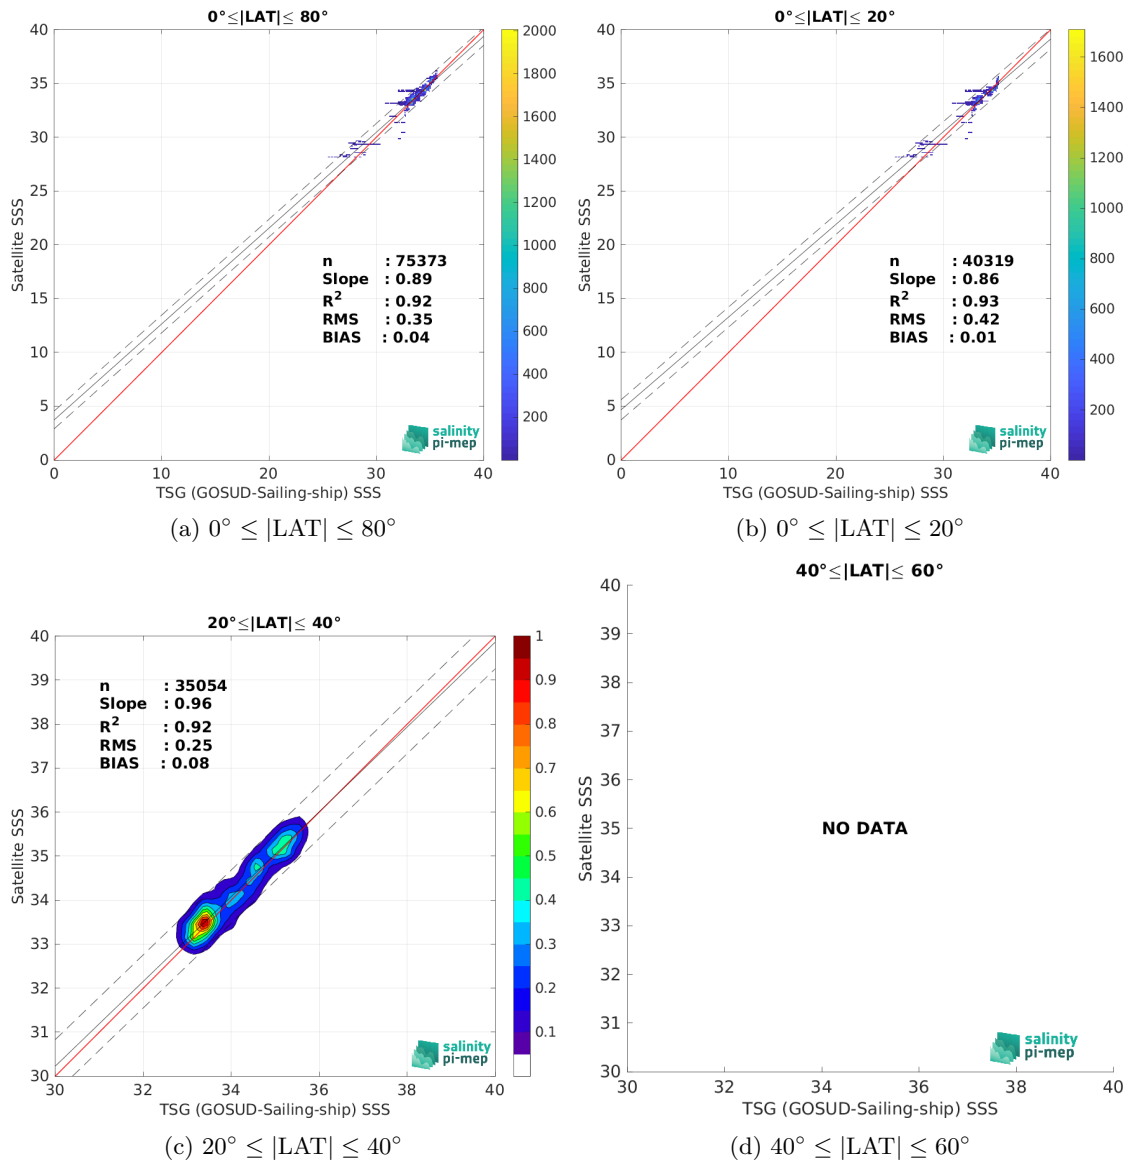 0°≤|LAT|≤ 80°
40
35
30
25
20
15
10
5
0
Satellite SSS
n : 75373
Slope : 0.89
R² : 0.92
RMS : 0.35
BIAS : 0.04
salinity
pi-mep
0 10 20 30 40
TSG (GOSUD-Sailing-ship) SSS
2000
1800
1600
1400
1200
1000
800
600
400
200
(a) 0° ≤ |LAT| ≤ 80°
0°≤|LAT|≤ 20°
40
35
30
25
20
15
10
5
0
Satellite SSS
n : 40319
Slope : 0.86
R² : 0.93
RMS : 0.42
BIAS : 0.01
salinity
pi-mep
0 10 20 30 40
TSG (GOSUD-Sailing-ship) SSS
1600
1400
1200
1000
800
600
400
200
(b) 0° ≤ |LAT| ≤ 20°
20°≤|LAT|≤ 40°
40
39
38
37
36
35
34
33
32
31
30
Satellite SSS
n : 35054
Slope : 0.96
R² : 0.92
RMS : 0.25
BIAS : 0.08
salinity
pi-mep
30 32 34 36 38 40
TSG (GOSUD-Sailing-ship) SSS
1
0.9
0.8
0.7
0.6
0.5
0.4
0.3
0.2
0.1
(c) 20° ≤ |LAT| ≤ 40°
40°≤|LAT|≤ 60°
40
39
38
37
36
35
34
33
32
31
30
Satellite SSS
NO DATA
salinity
pi-mep
30 32 34 36 38 40
TSG (GOSUD-Sailing-ship) SSS
(d) 40° ≤ |LAT| ≤ 60°